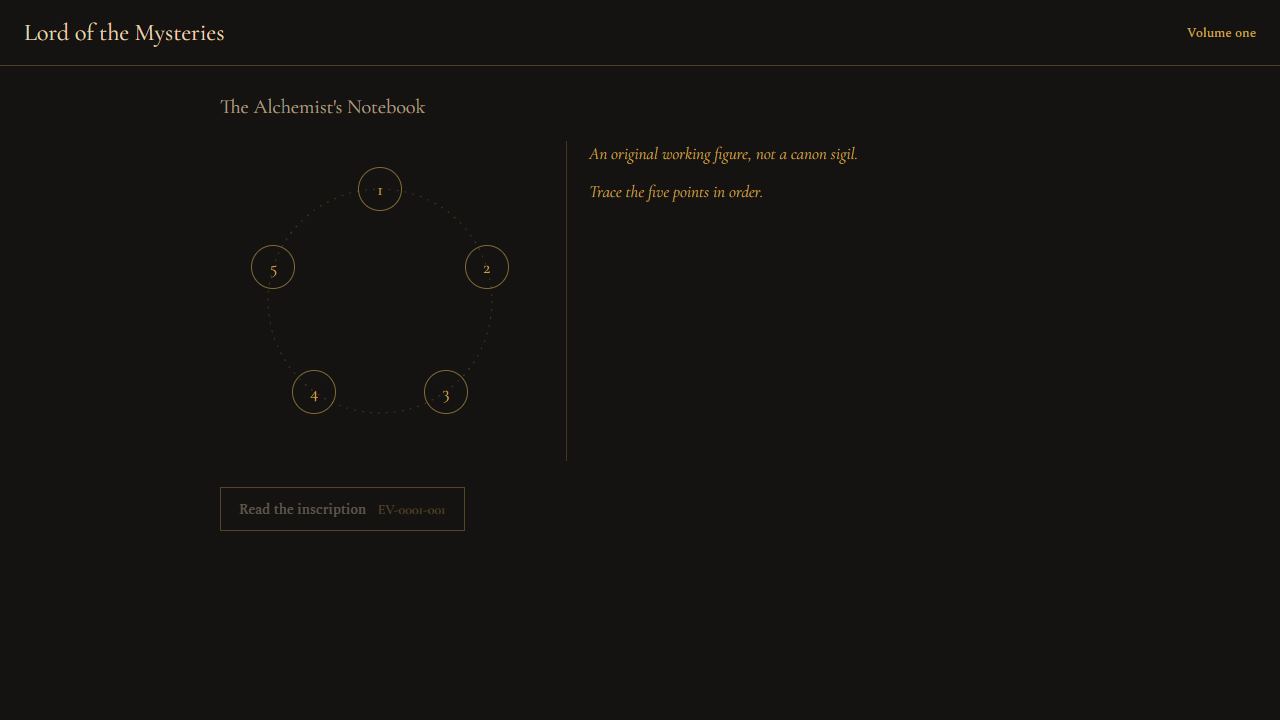 Lord of the Mysteries
Volume one
The Alchemist's Notebook
An original working figure, not a canon sigil.
Trace the five points in order.
1
5
2
4
3
Read the inscription EV-0001-001